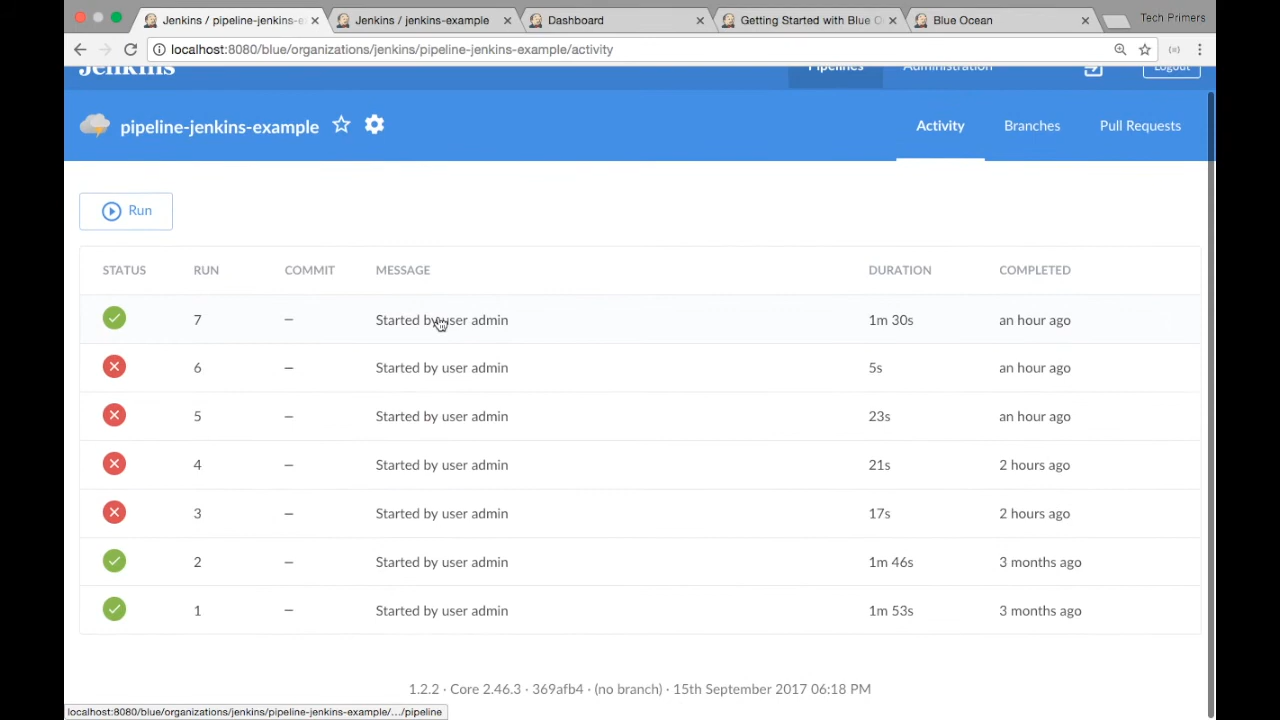 Jenkins / pipeline-jenkins-e
Jenkins / jenkins-example
Dashboard
Getting Started with Blue O
Blue Ocean
Tech Primers
localhost:8080/blue/organizations/jenkins/pipeline-jenkins-example/activity
Jenkins
Pipelines
Administration
Logout
pipeline-jenkins-example
Activity
Branches
Pull Requests
Run
STATUS RUN COMMIT MESSAGE DURATION COMPLETED
7 – Started by user admin 1m 30s an hour ago
6 – Started by user admin 5s an hour ago
5 – Started by user admin 23s an hour ago
4 – Started by user admin 21s 2 hours ago
3 – Started by user admin 17s 2 hours ago
2 – Started by user admin 1m 46s 3 months ago
1 – Started by user admin 1m 53s 3 months ago
1.2.2 · Core 2.46.3 · 369afb4 · (no branch) · 15th September 2017 06:18 PM
localhost:8080/blue/organizations/jenkins/pipeline-jenkins-example/.../pipeline